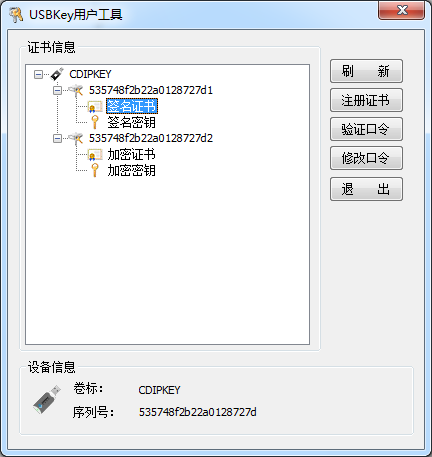 USBKey用户工具
证书信息
CDIPKEY
535748f2b22a0128727d1
签名证书
签名密钥
535748f2b22a0128727d2
加密证书
加密密钥
刷 新
注册证书
验证口令
修改口令
退 出
设备信息
卷标: CDIPKEY
序列号: 535748f2b22a0128727d